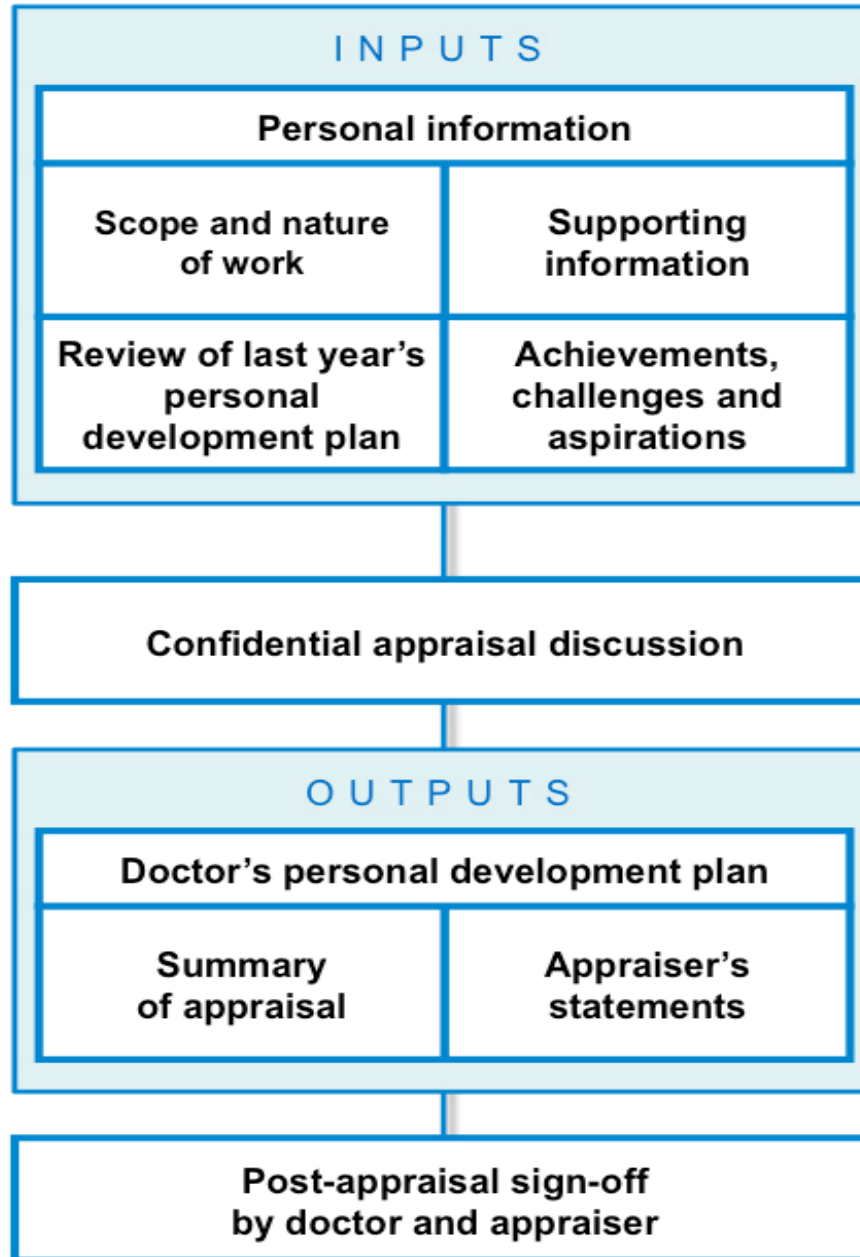 INPUTS
Personal information
Scope and nature
of work
Supporting
information
Review of last year’s
personal
development plan
Achievements,
challenges and
aspirations
Confidential appraisal discussion
OUTPUTS
Doctor’s personal development plan
Summary
of appraisal
Appraiser’s
statements
Post-appraisal sign-off
by doctor and appraiser